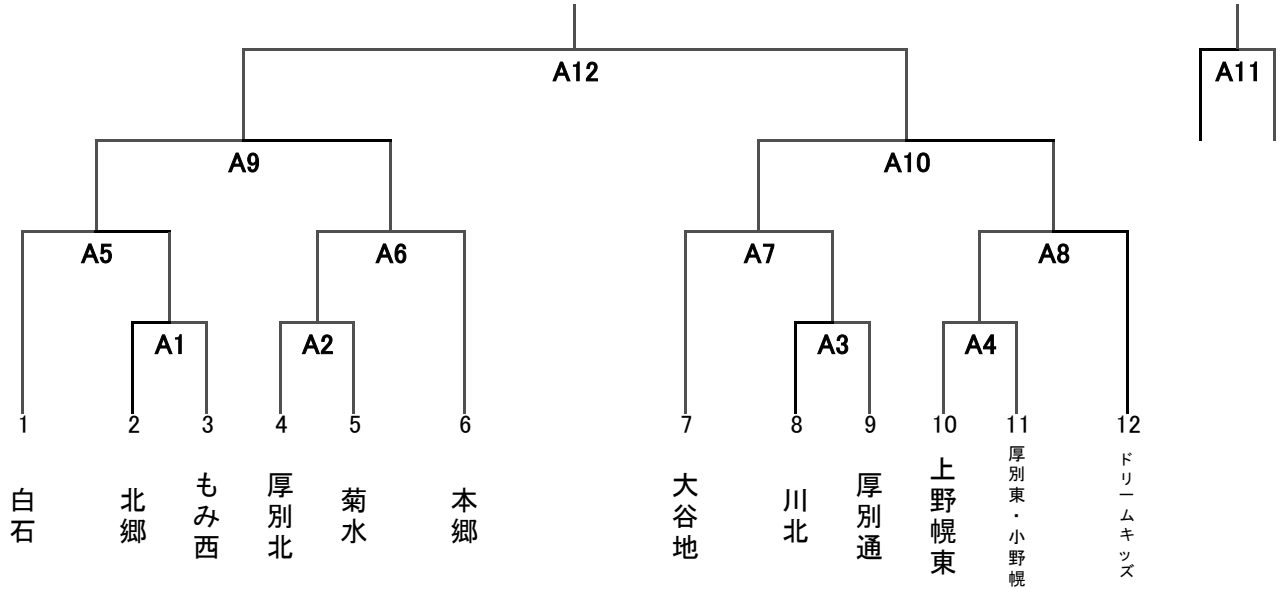 A12
A11
A9
A10
A5
A6
A7
A8
A1
A2
A3
A4
1
2
3
4
5
6
7
8
9
10
11
12
白石
北郷
もみ西
厚別北
菊水
本郷
大谷地
川北
厚別通
上野幌東
厚別東・小野幌
ドリームキッズ